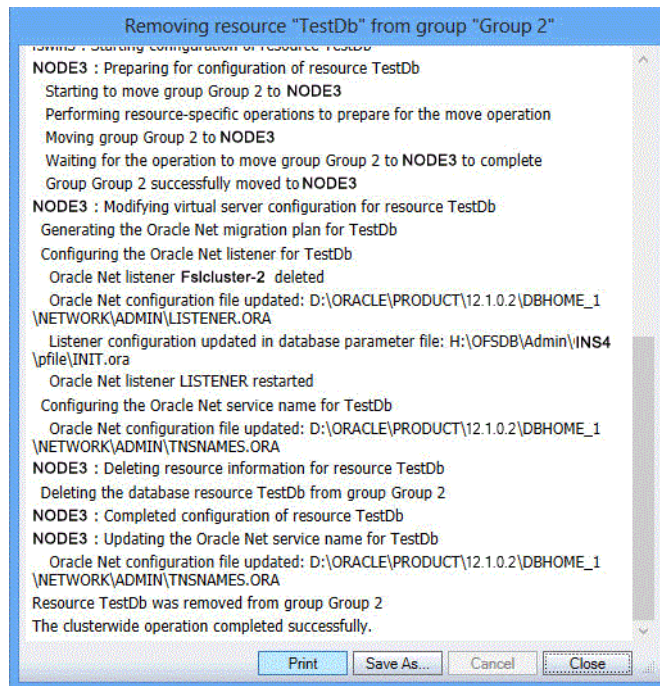 Removing resource "TestDb" from group "Group 2"
NODE3 : Preparing for configuration of resource TestDb
Starting to move group Group 2 to NODE3
Performing resource-specific operations to prepare for the move operation
Moving group Group 2 to NODE3
Waiting for the operation to move group Group 2 to NODE3 to complete
Group Group 2 successfully moved to NODE3
NODE3 : Modifying virtual server configuration for resource TestDb
Generating the Oracle Net migration plan for TestDb
Configuring the Oracle Net listener for TestDb
Oracle Net listener Fslcluster-2 deleted
Oracle Net configuration file updated: D:\ORACLE\PRODUCT\12.1.0.2\DBHOME_1
\NETWORK\ADMIN\LISTENER.ORA
Listener configuration updated in database parameter file: H:\OFSDB\Admin\INS4
\pfile\INIT.ora
Oracle Net listener LISTENER restarted
Configuring the Oracle Net service name for TestDb
Oracle Net configuration file updated: D:\ORACLE\PRODUCT\12.1.0.2\DBHOME_1
\NETWORK\ADMIN\TNSNAMES.ORA
NODE3 : Deleting resource information for resource TestDb
Deleting the database resource TestDb from group Group 2
NODE3 : Completed configuration of resource TestDb
NODE3 : Updating the Oracle Net service name for TestDb
Oracle Net configuration file updated: D:\ORACLE\PRODUCT\12.1.0.2\DBHOME_1
\NETWORK\ADMIN\TNSNAMES.ORA
Resource TestDb was removed from group Group 2
The clusterwide operation completed successfully.
Print Save As... Cancel Close